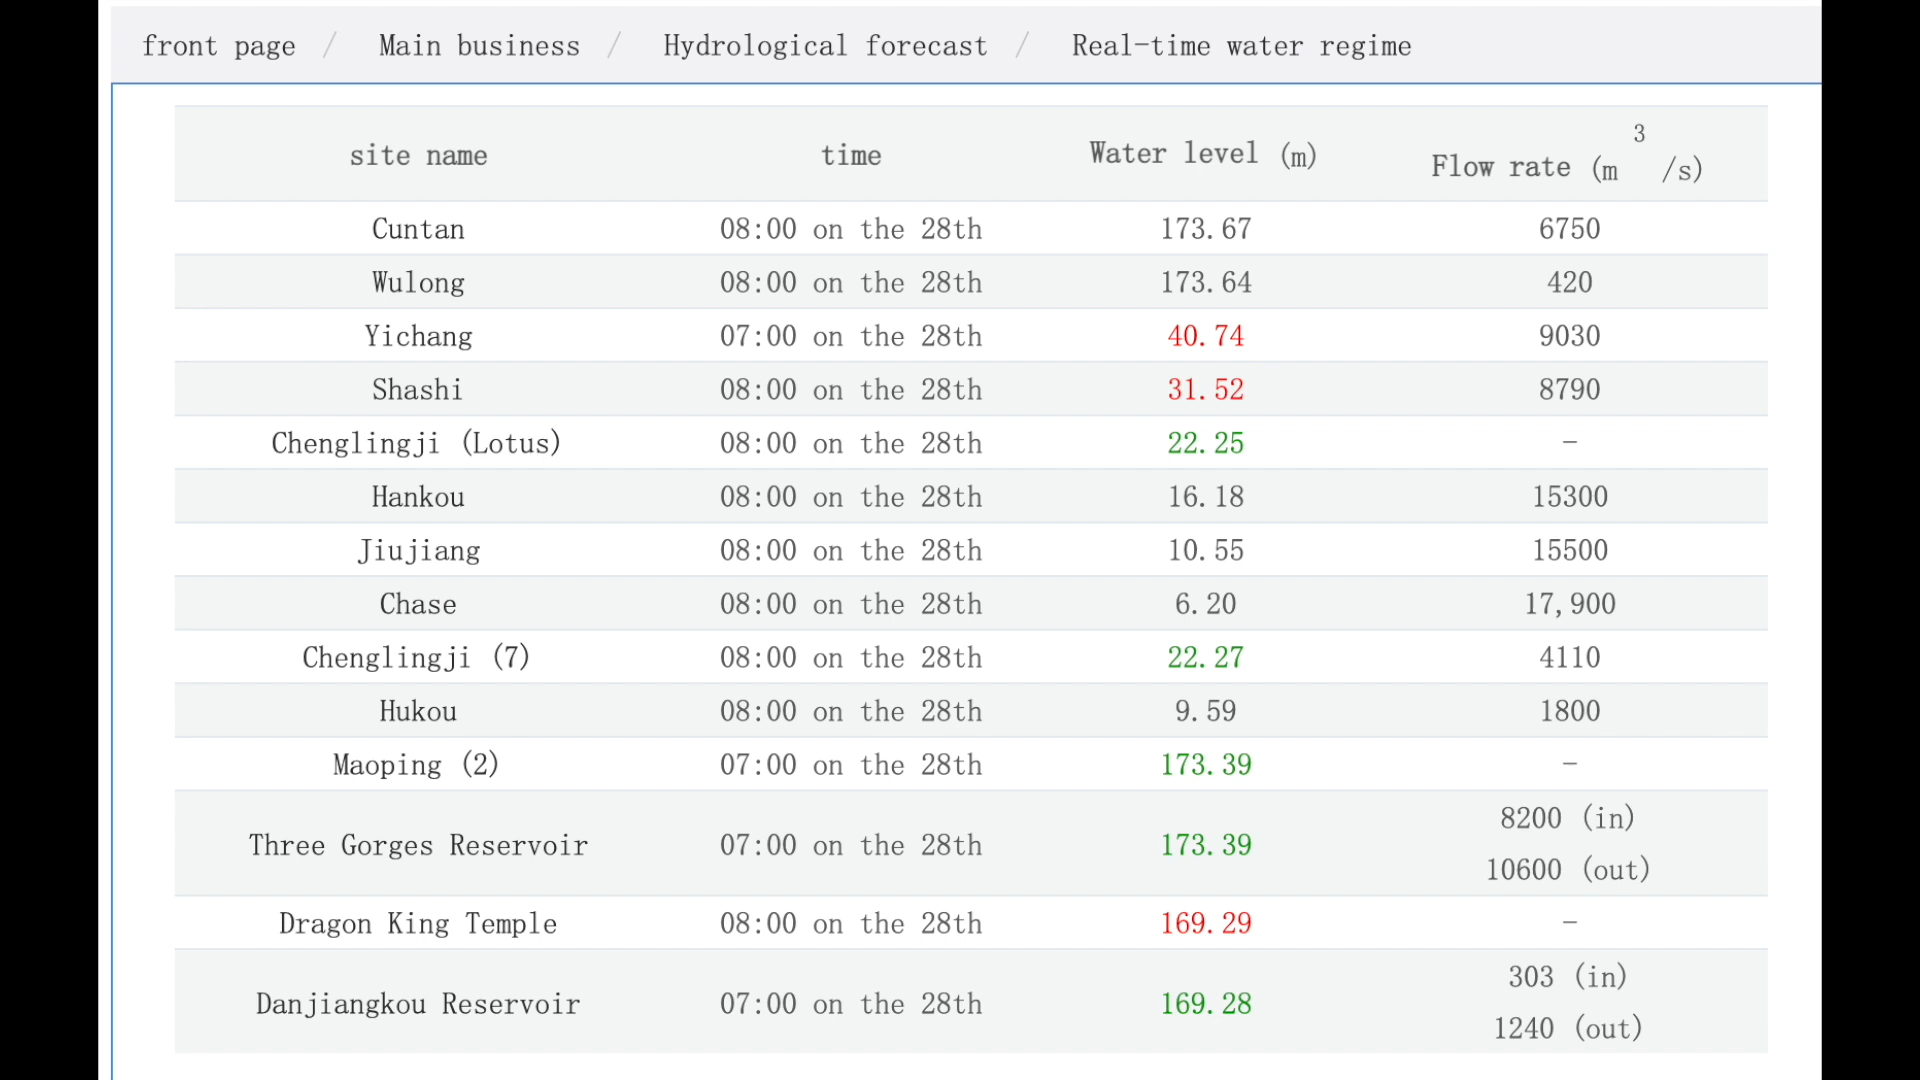 front page / Main business / Hydrological forecast / Real-time water regime
site name time Water level (m) Flow rate (m³/s)
Cuntan 08:00 on the 28th 173.67 6750
Wulong 08:00 on the 28th 173.64 420
Yichang 07:00 on the 28th 40.74 9030
Shashi 08:00 on the 28th 31.52 8790
Chenglingji (Lotus) 08:00 on the 28th 22.25 -
Hankou 08:00 on the 28th 16.18 15300
Jiujiang 08:00 on the 28th 10.55 15500
Chase 08:00 on the 28th 6.20 17,900
Chenglingji (7) 08:00 on the 28th 22.27 4110
Hukou 08:00 on the 28th 9.59 1800
Maoping (2) 07:00 on the 28th 173.39 -
Three Gorges Reservoir 07:00 on the 28th 173.39 8200 (in)
10600 (out)
Dragon King Temple 08:00 on the 28th 169.29 -
Danjiangkou Reservoir 07:00 on the 28th 169.28 303 (in)
1240 (out)